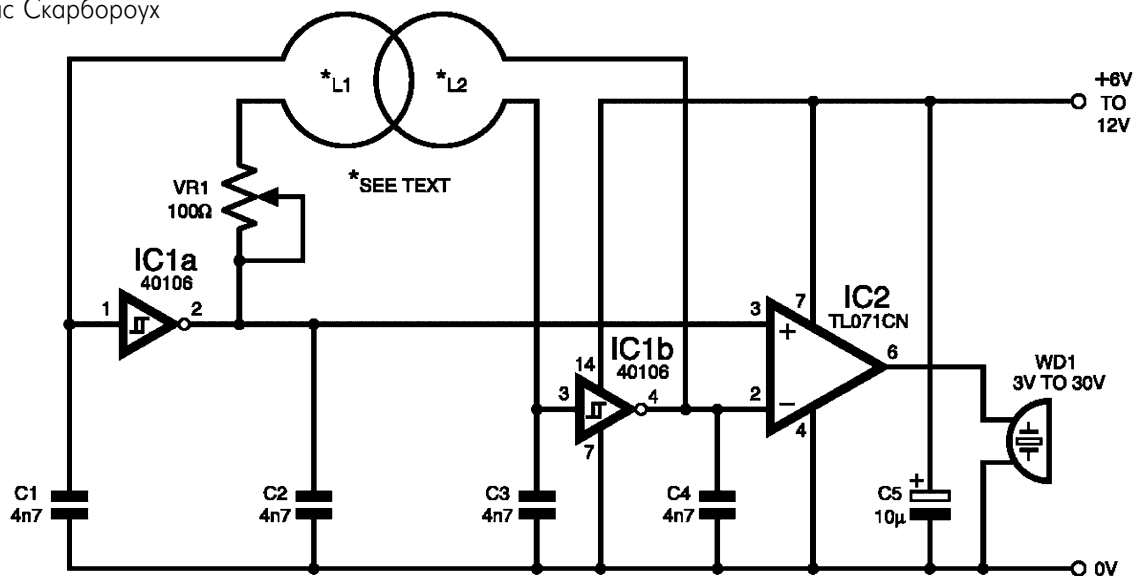 ас Скарбороух
*L1
*L2
+6V
TO
12V
*SEE TEXT
VR1
100Ω
IC1a
40106
1
2
3
7
IC2
TL071CN
+
6
IC1b
40106
14
3
4
7
2
−
4
WD1
3V TO 30V
C1
4n7
C2
4n7
C3
4n7
C4
4n7
+
C5
10µ
0V